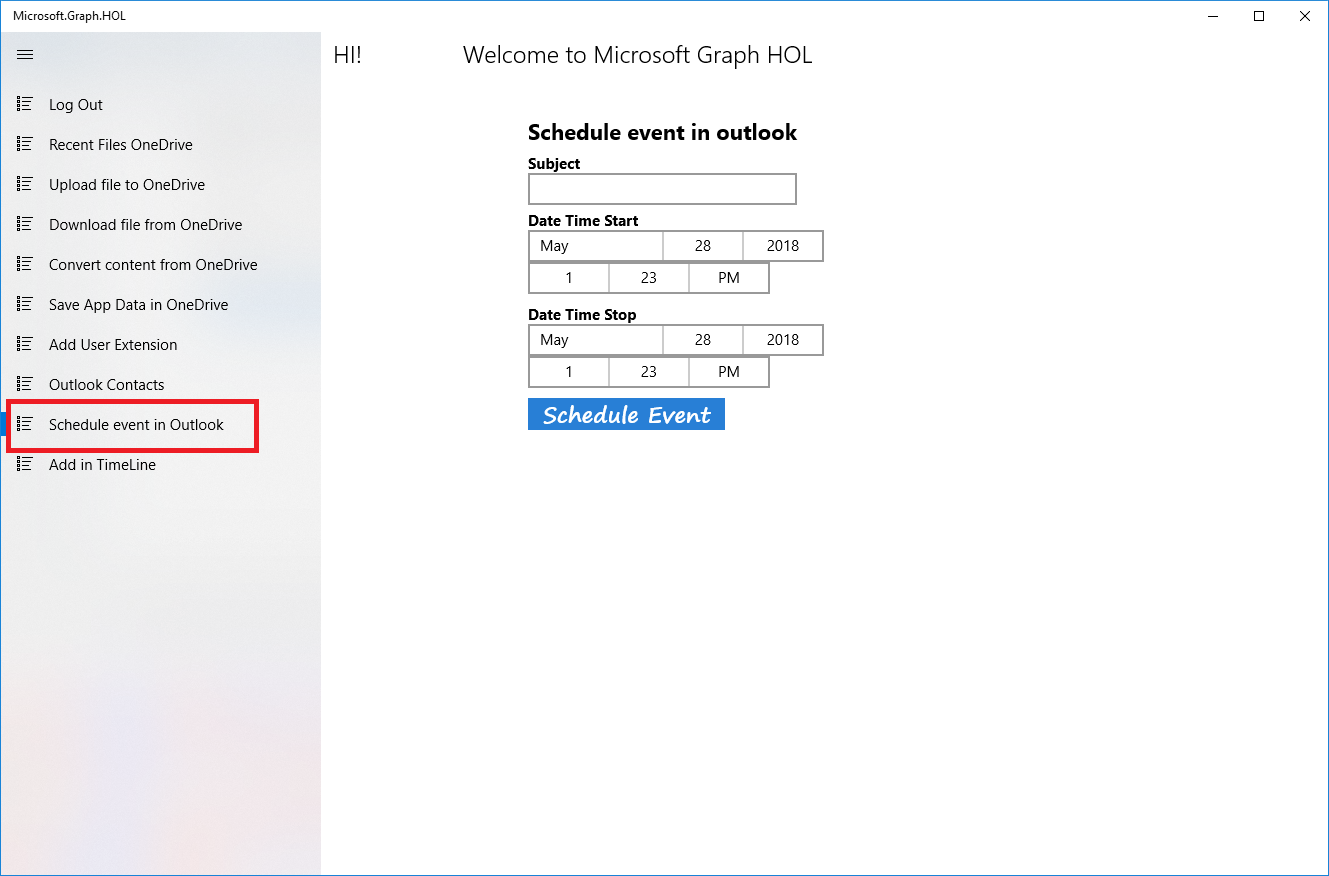 Microsoft.Graph.HOL
HI! Welcome to Microsoft Graph HOL
Log Out
Recent Files OneDrive
Upload file to OneDrive
Download file from OneDrive
Convert content from OneDrive
Save App Data in OneDrive
Add User Extension
Outlook Contacts
Schedule event in Outlook
Add in TimeLine
Schedule event in outlook
Subject
Date Time Start
May 28 2018
1 23 PM
Date Time Stop
May 28 2018
1 23 PM
Schedule Event